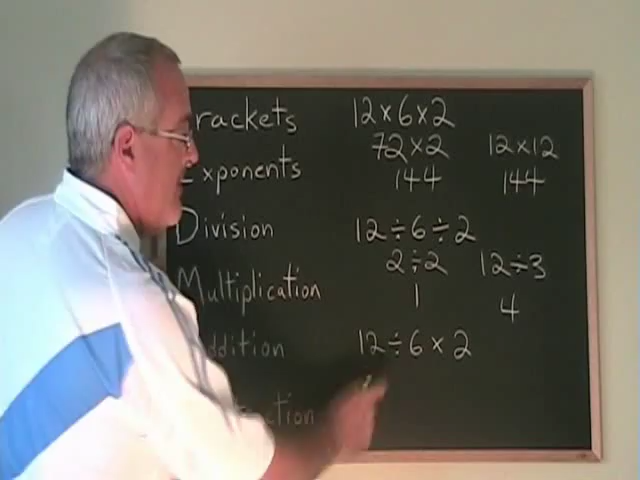 rackets 12×6×2
72×2 12×12
xponents 144 144
Division 12÷6÷2
2÷2 12÷3
Multiplication 1 4
ddition 12÷6×2
ction